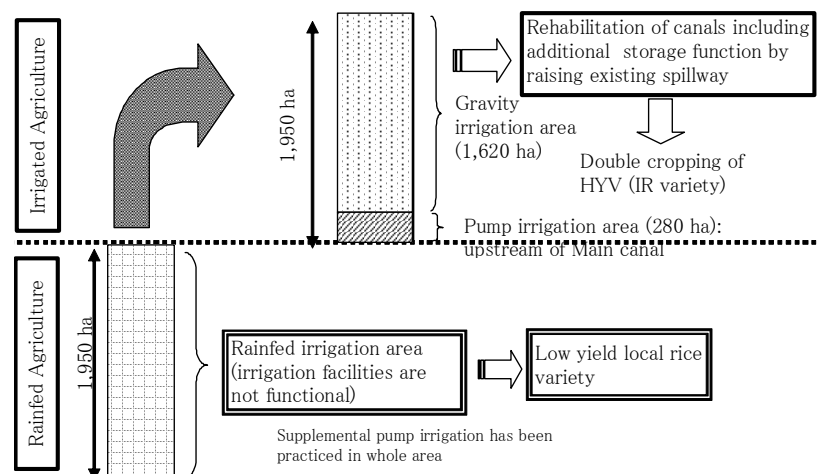 Irrigated Agriculture
1,950 ha
Gravity
irrigation area
(1,620 ha)
Rehabilitation of canals including
additional storage function by
raising existing spillway
Double cropping of
HYV (IR variety)
Pump irrigation area (280 ha):
upstream of Main canal
Rainfed Agriculture
1,950 ha
Rainfed irrigation area
(irrigation facilities are
not functional)
Low yield local rice
variety
Supplemental pump irrigation has been
practiced in whole area